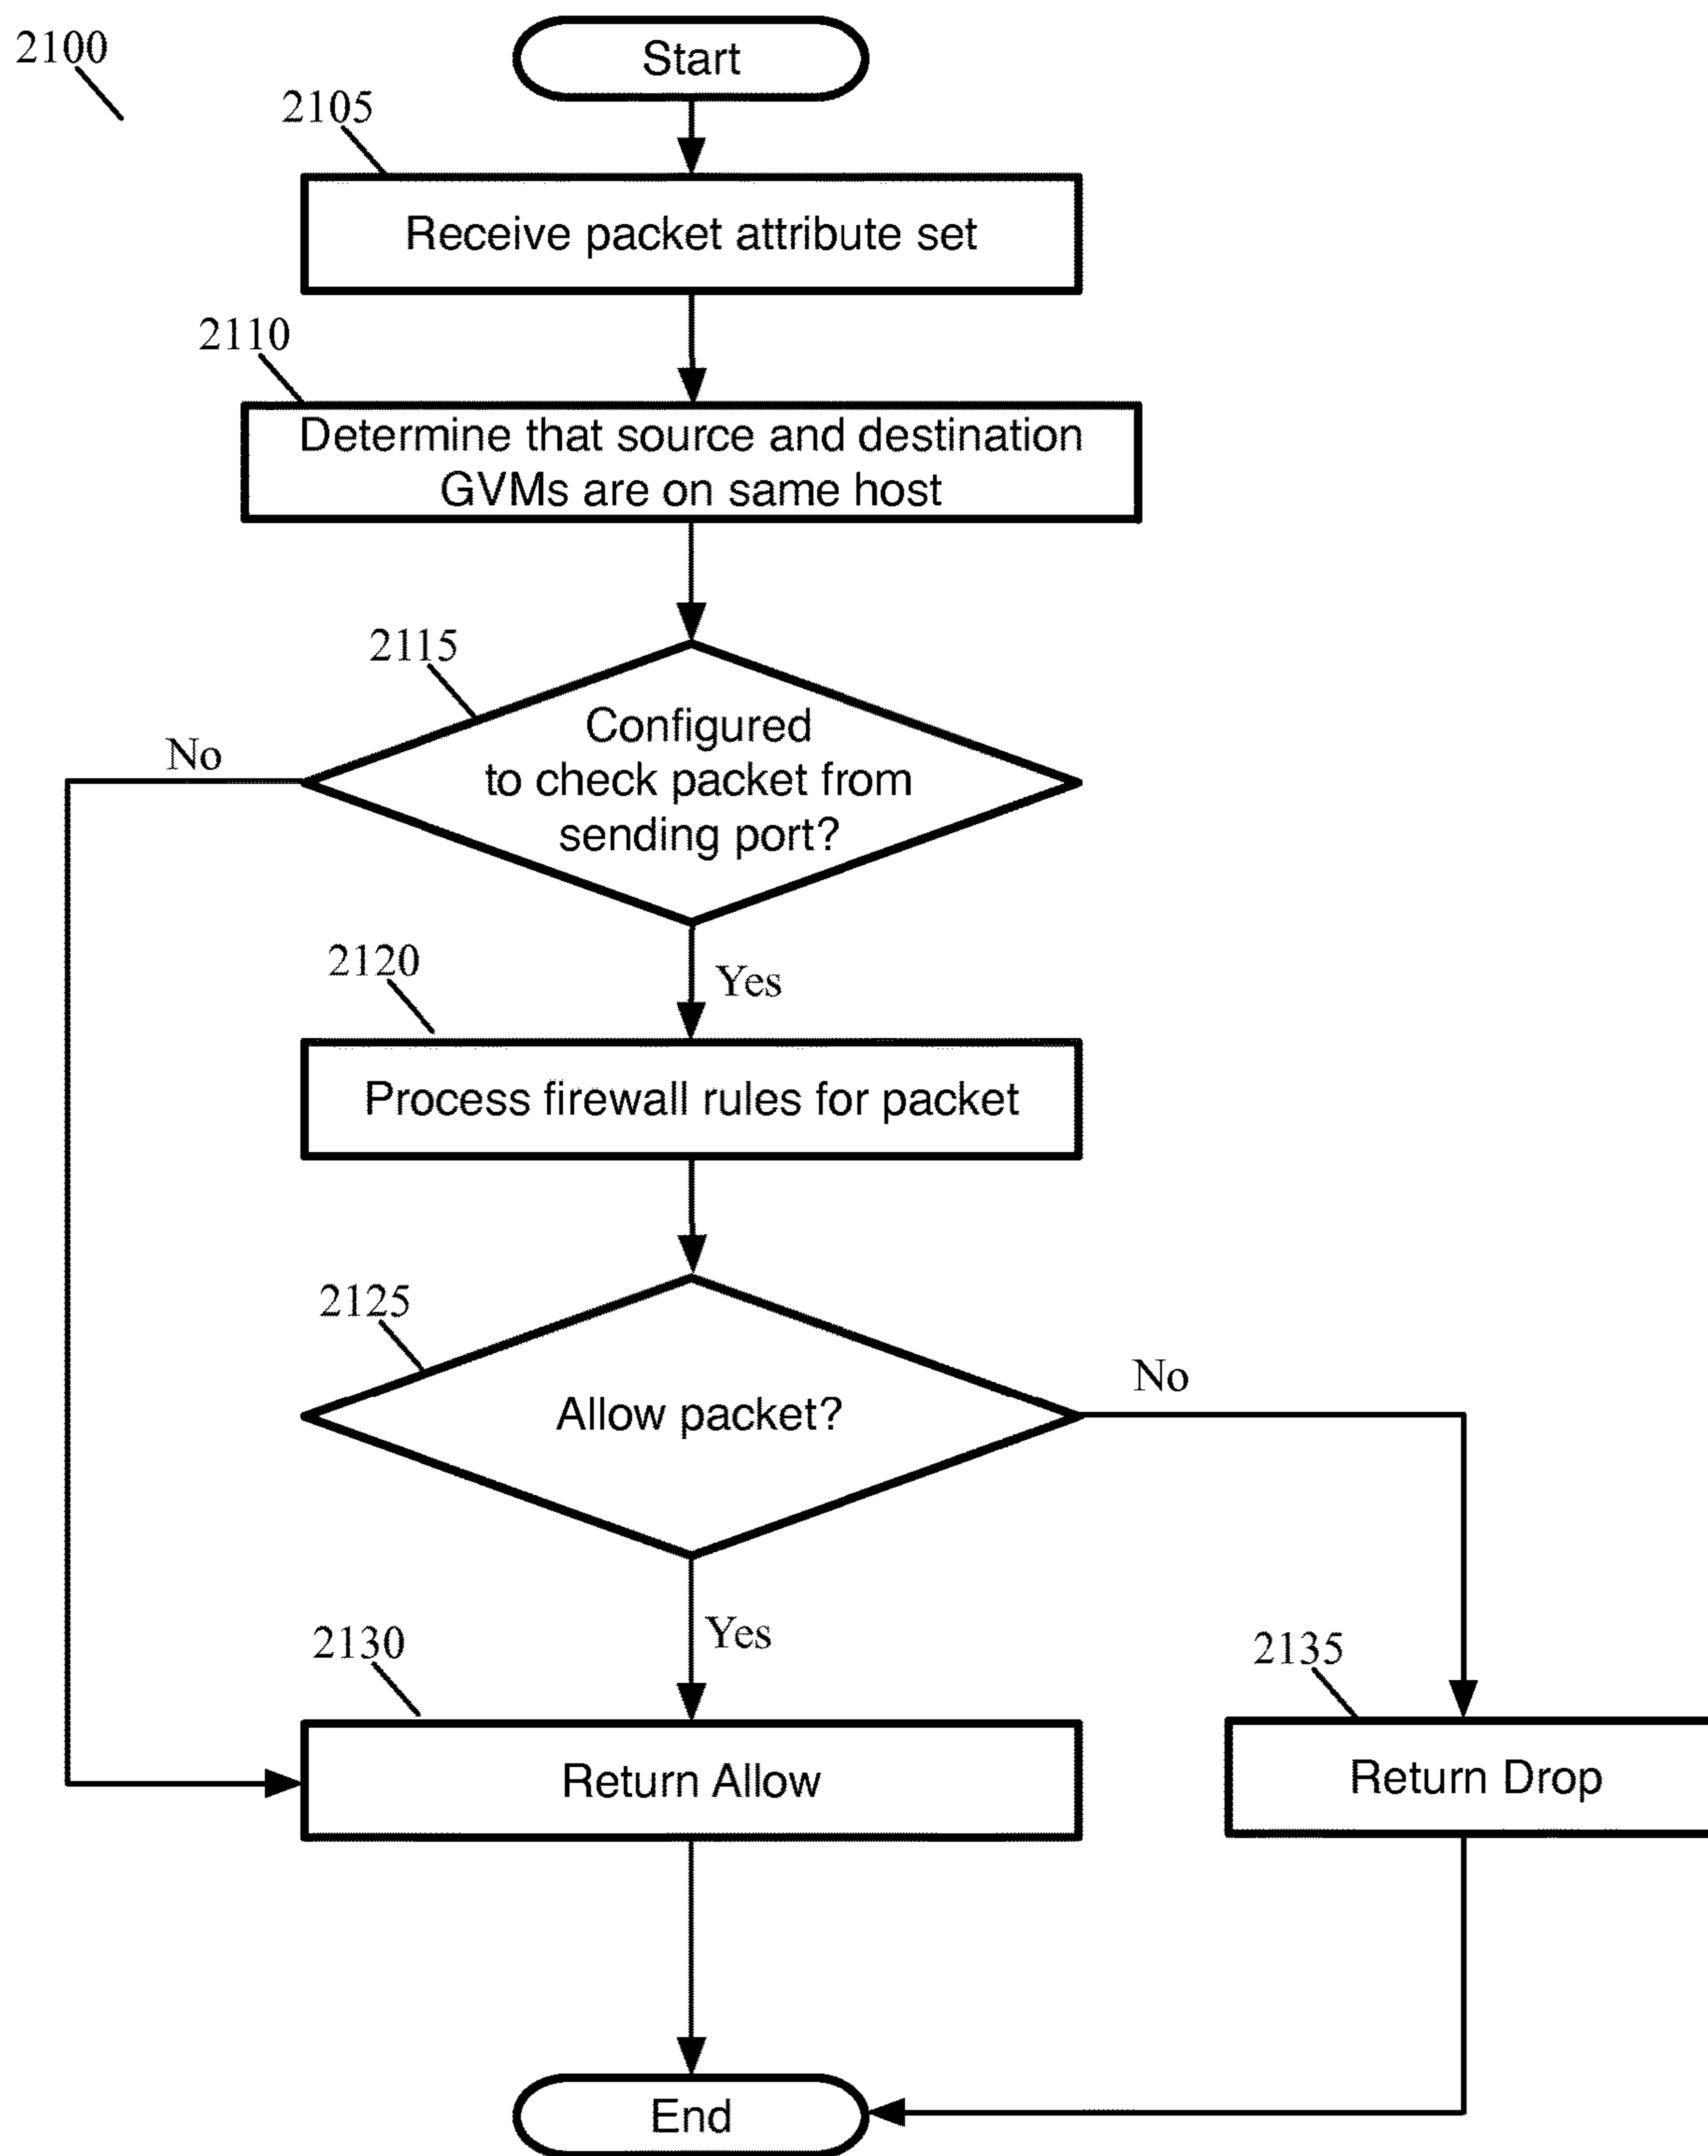 2100
Start
2105
Receive packet attribute set
2110
Determine that source and destination
GVMs are on same host
2115
Configured
to check packet from
sending port?
No
Yes
2120
Process firewall rules for packet
2125
Allow packet?
No
Yes
2130
Return Allow
2135
Return Drop
End